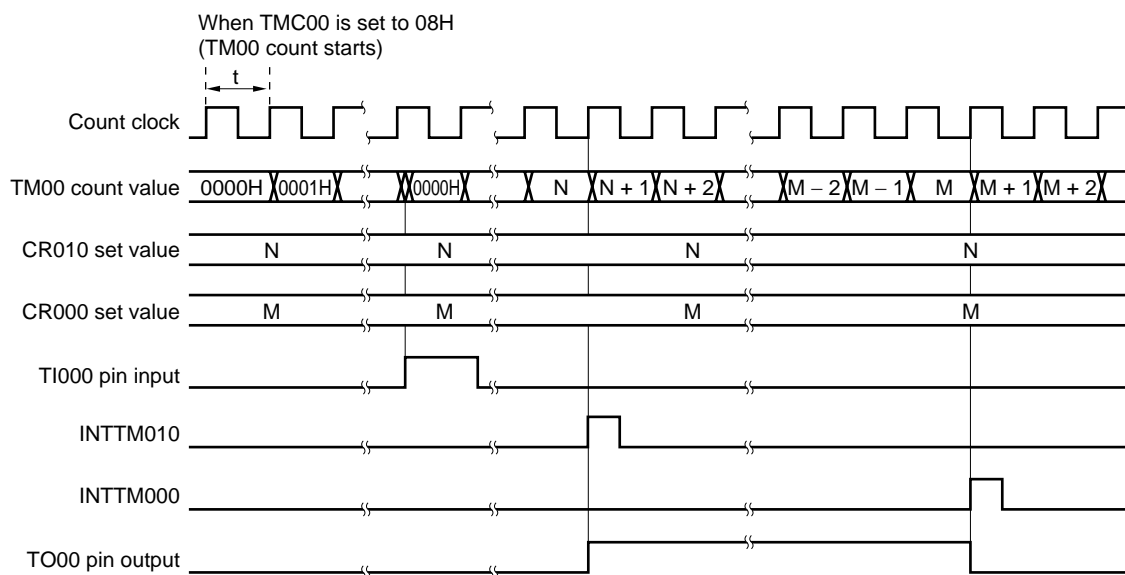 When TMC00 is set to 08H
(TM00 count starts)
t
Count clock
TM00 count value 0000H 0001H 0000H N N + 1 N + 2 M − 2 M − 1 M M + 1 M + 2
CR010 set value N N N N
CR000 set value M M M M
TI000 pin input
INTTM010
INTTM000
TO00 pin output